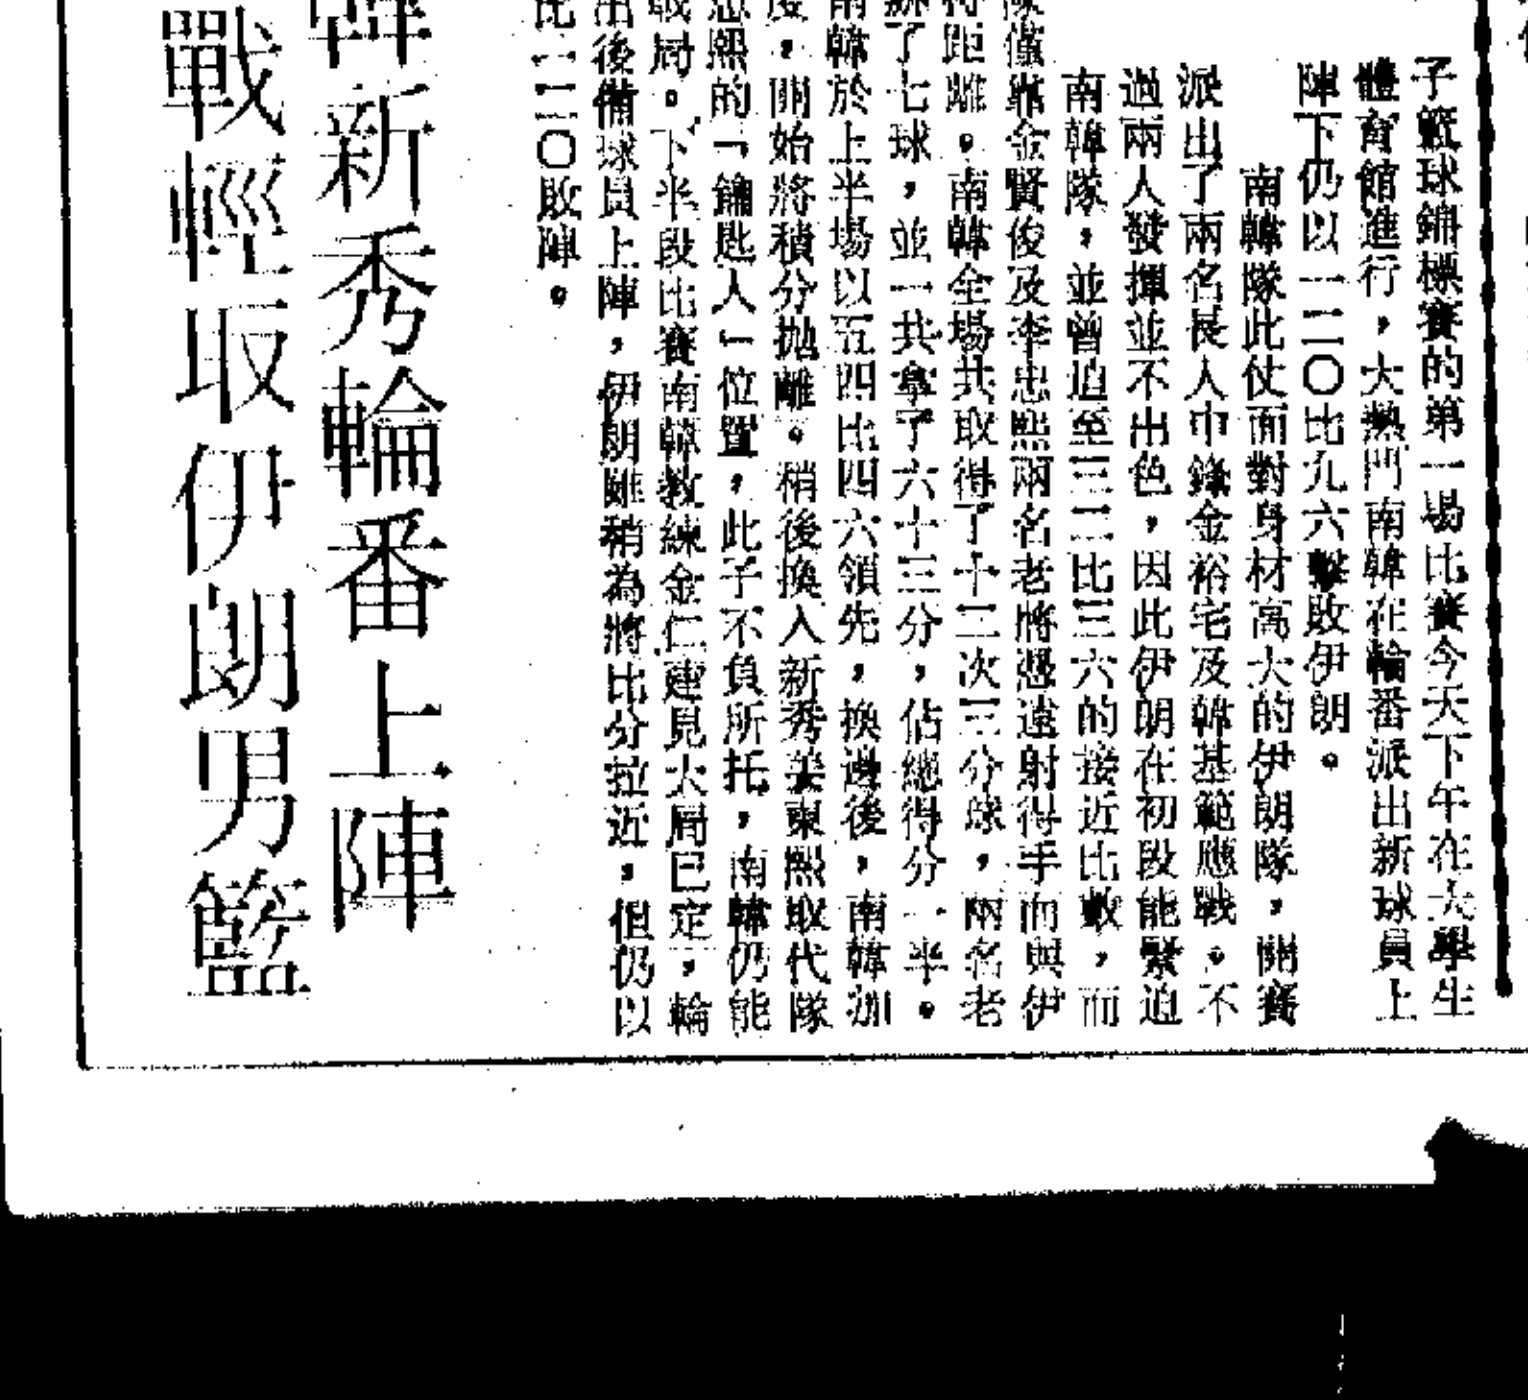 子籃球錦標賽的第一場比賽今天下午在大學生
體育館進行，大熱門南韓在輪番派出新球員上
陣下仍以一二〇比九六擊敗伊朗。
南韓隊此仗面對身材高大的伊朗隊，開賽
派出了兩名長人中鋒金裕宅及韓基範應戰。不
過兩人發揮並不出色，因此伊朗在初段能緊迫
南韓隊，並曾迫至三二比三六的接近比數，而
僅靠金賢俊及李忠熙兩名老將憑遠射得手而與伊
距離。南韓全場共取得了十二次三分球，兩名老
了七球，並一共拿了六十三分，佔總得分一半。
南韓於上半場以五四比四六領先，換邊後，南韓加
度，開始將積分拋離。稍後換入新秀姜東熙取代隊
忠熙的「鑰匙人」位置，此子不負所托，南韓仍能
戰局。下半段比賽南韓教練金仁建見大局已定，輪
出後備球員上陣，伊朗雖稍為將比分拉近，但仍以
比一二〇敗陣。
韓新秀輪番上陣
戰輕取伊朗男籃